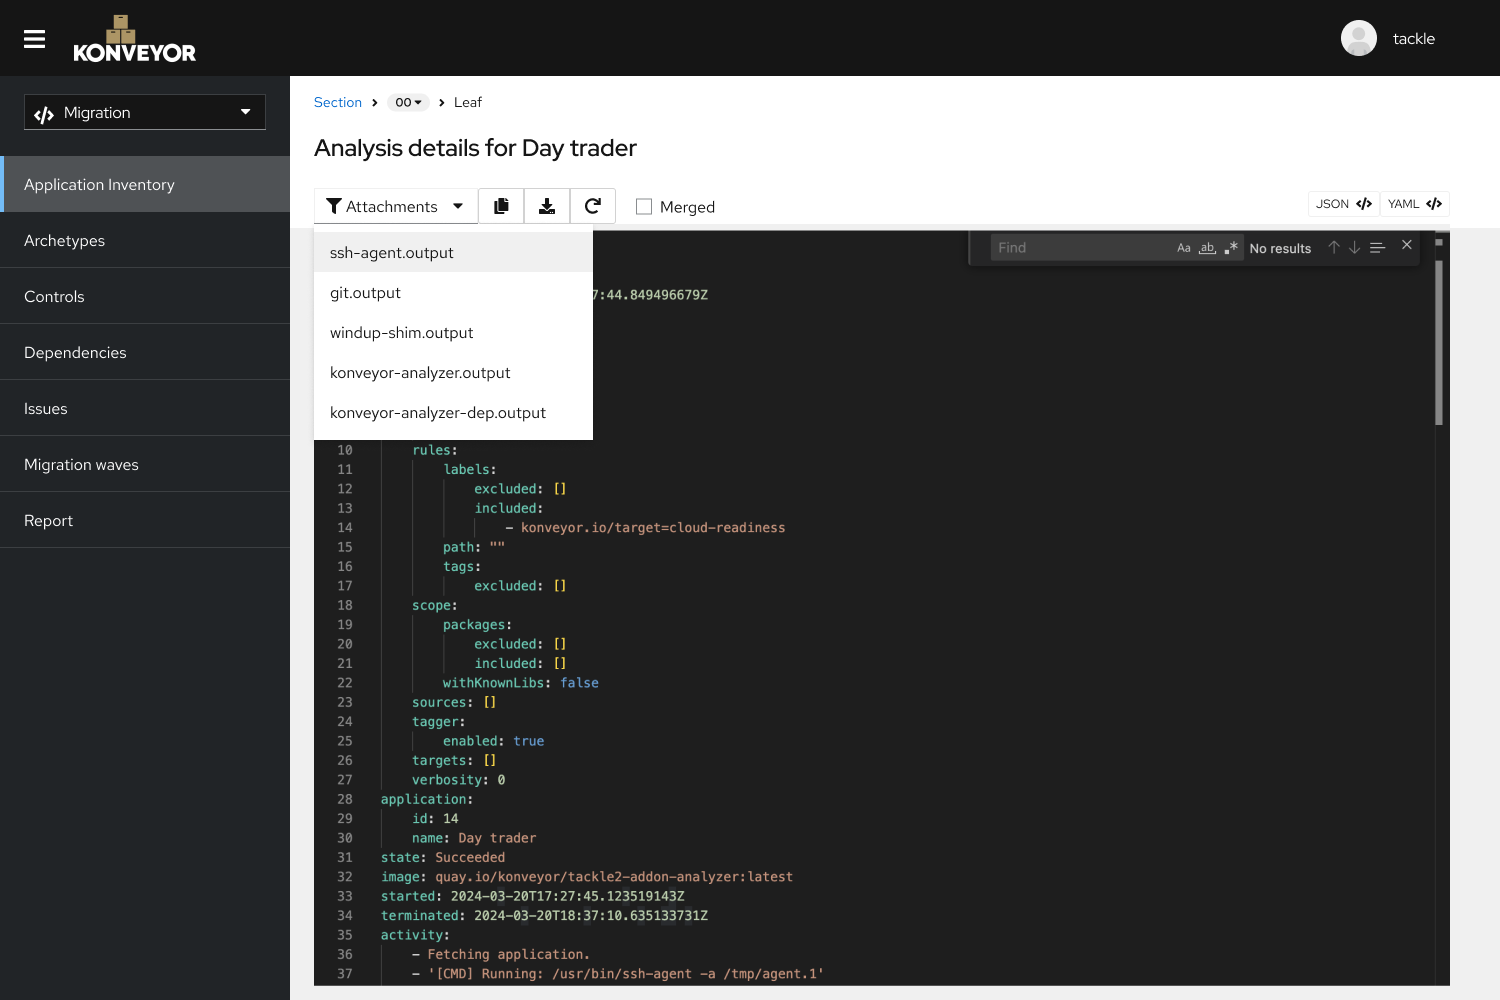 KONVEYOR
tackle
Migration
Application Inventory
Archetypes
Controls
Dependencies
Issues
Migration waves
Report
Section > 00 > Leaf
Analysis details for Day trader
Attachments
Merged
JSON
YAML
ssh-agent.output
git.output
windup-shim.output
konveyor-analyzer.output
konveyor-analyzer-dep.output
Find
Aa
ab
No results
7:44.849496679Z
10 rules:
11 labels:
12 excluded: []
13 included:
14 - konveyor.io/target=cloud-readiness
15 path: ""
16 tags:
17 excluded: []
18 scope:
19 packages:
20 excluded: []
21 included: []
22 withKnownLibs: false
23 sources: []
24 tagger:
25 enabled: true
26 targets: []
27 verbosity: 0
28 application:
29 id: 14
30 name: Day trader
31 state: Succeeded
32 image: quay.io/konveyor/tackle2-addon-analyzer:latest
33 started: 2024-03-20T17:27:45.123519143Z
34 terminated: 2024-03-20T18:37:10.635133731Z
35 activity:
36 - Fetching application.
37 - '[CMD] Running: /usr/bin/ssh-agent -a /tmp/agent.1'